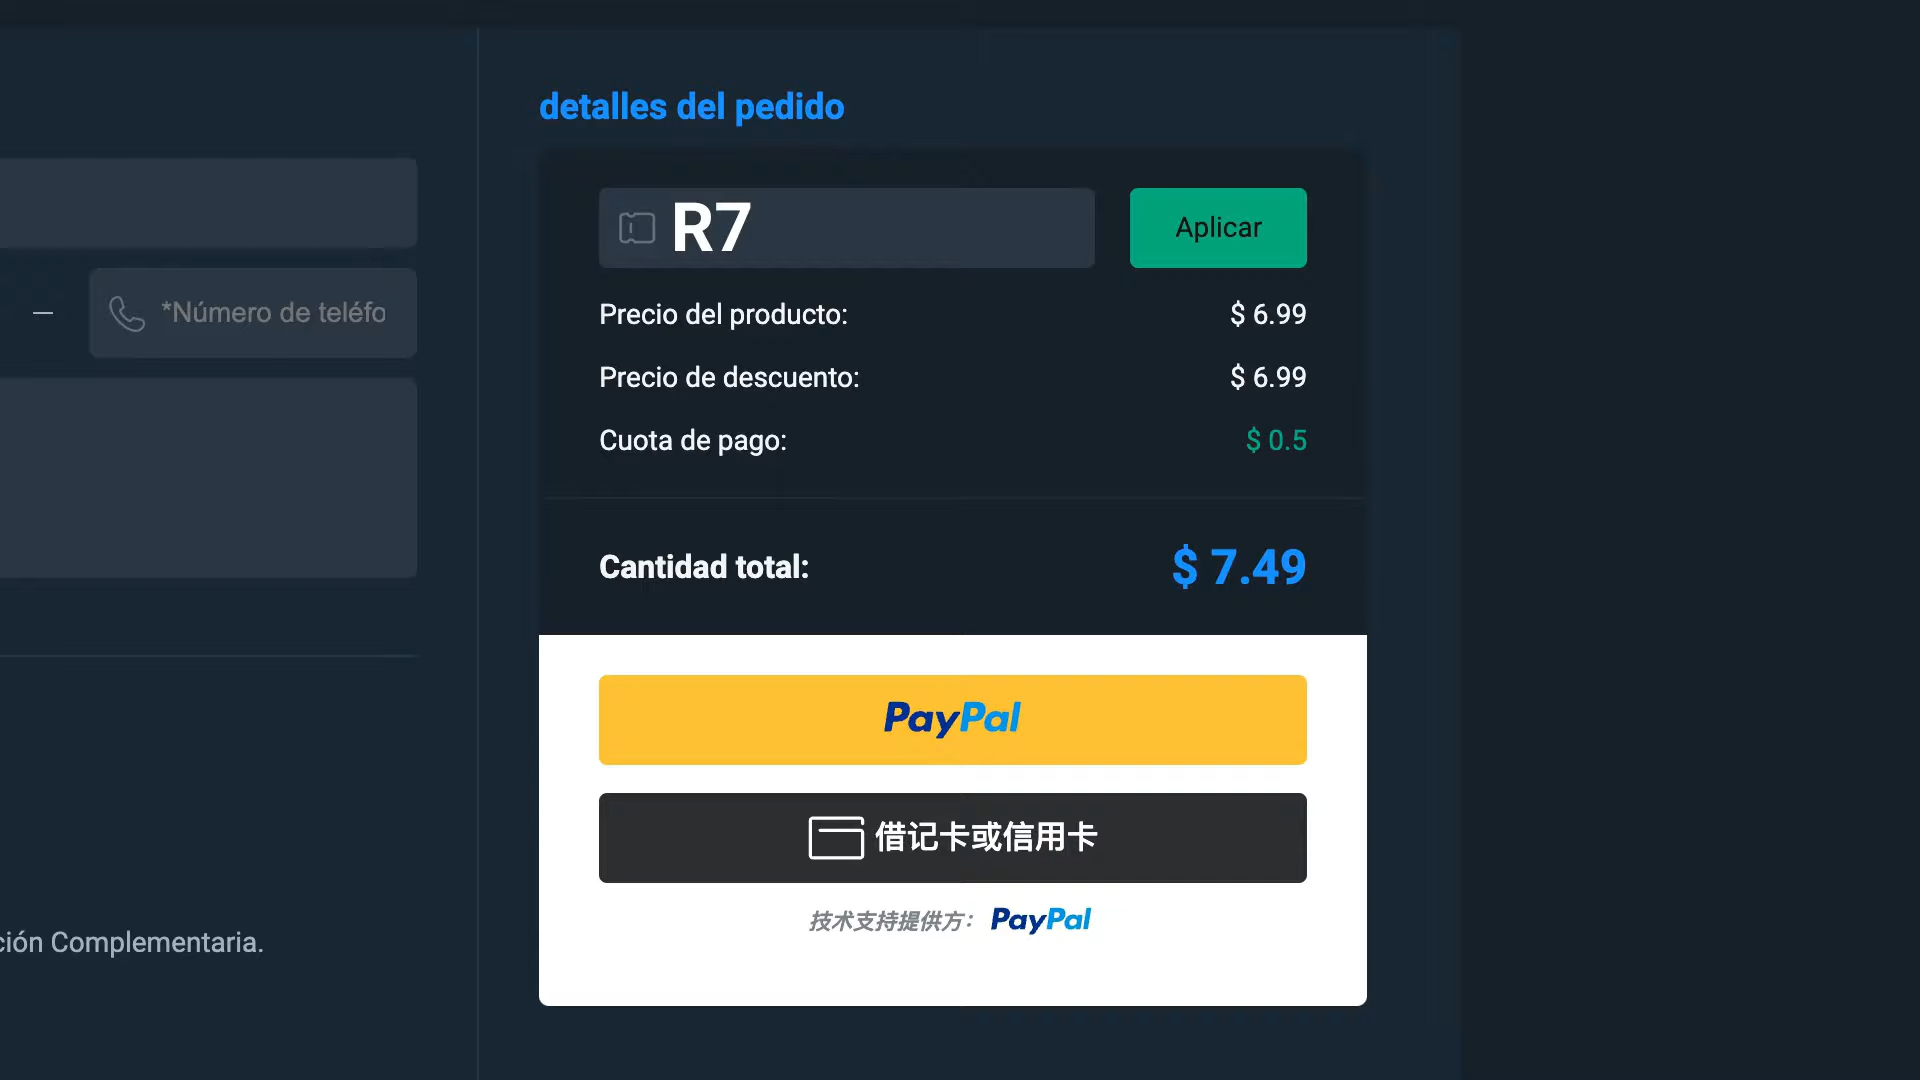 detalles del pedido
R7
Aplicar
—
*Número de teléfo
Precio del producto:
$ 6.99
Precio de descuento:
$ 6.99
Cuota de pago:
$ 0.5
Cantidad total:
$ 7.49
PayPal
借记卡或信用卡
技术支持提供方： PayPal
ción Complementaria.